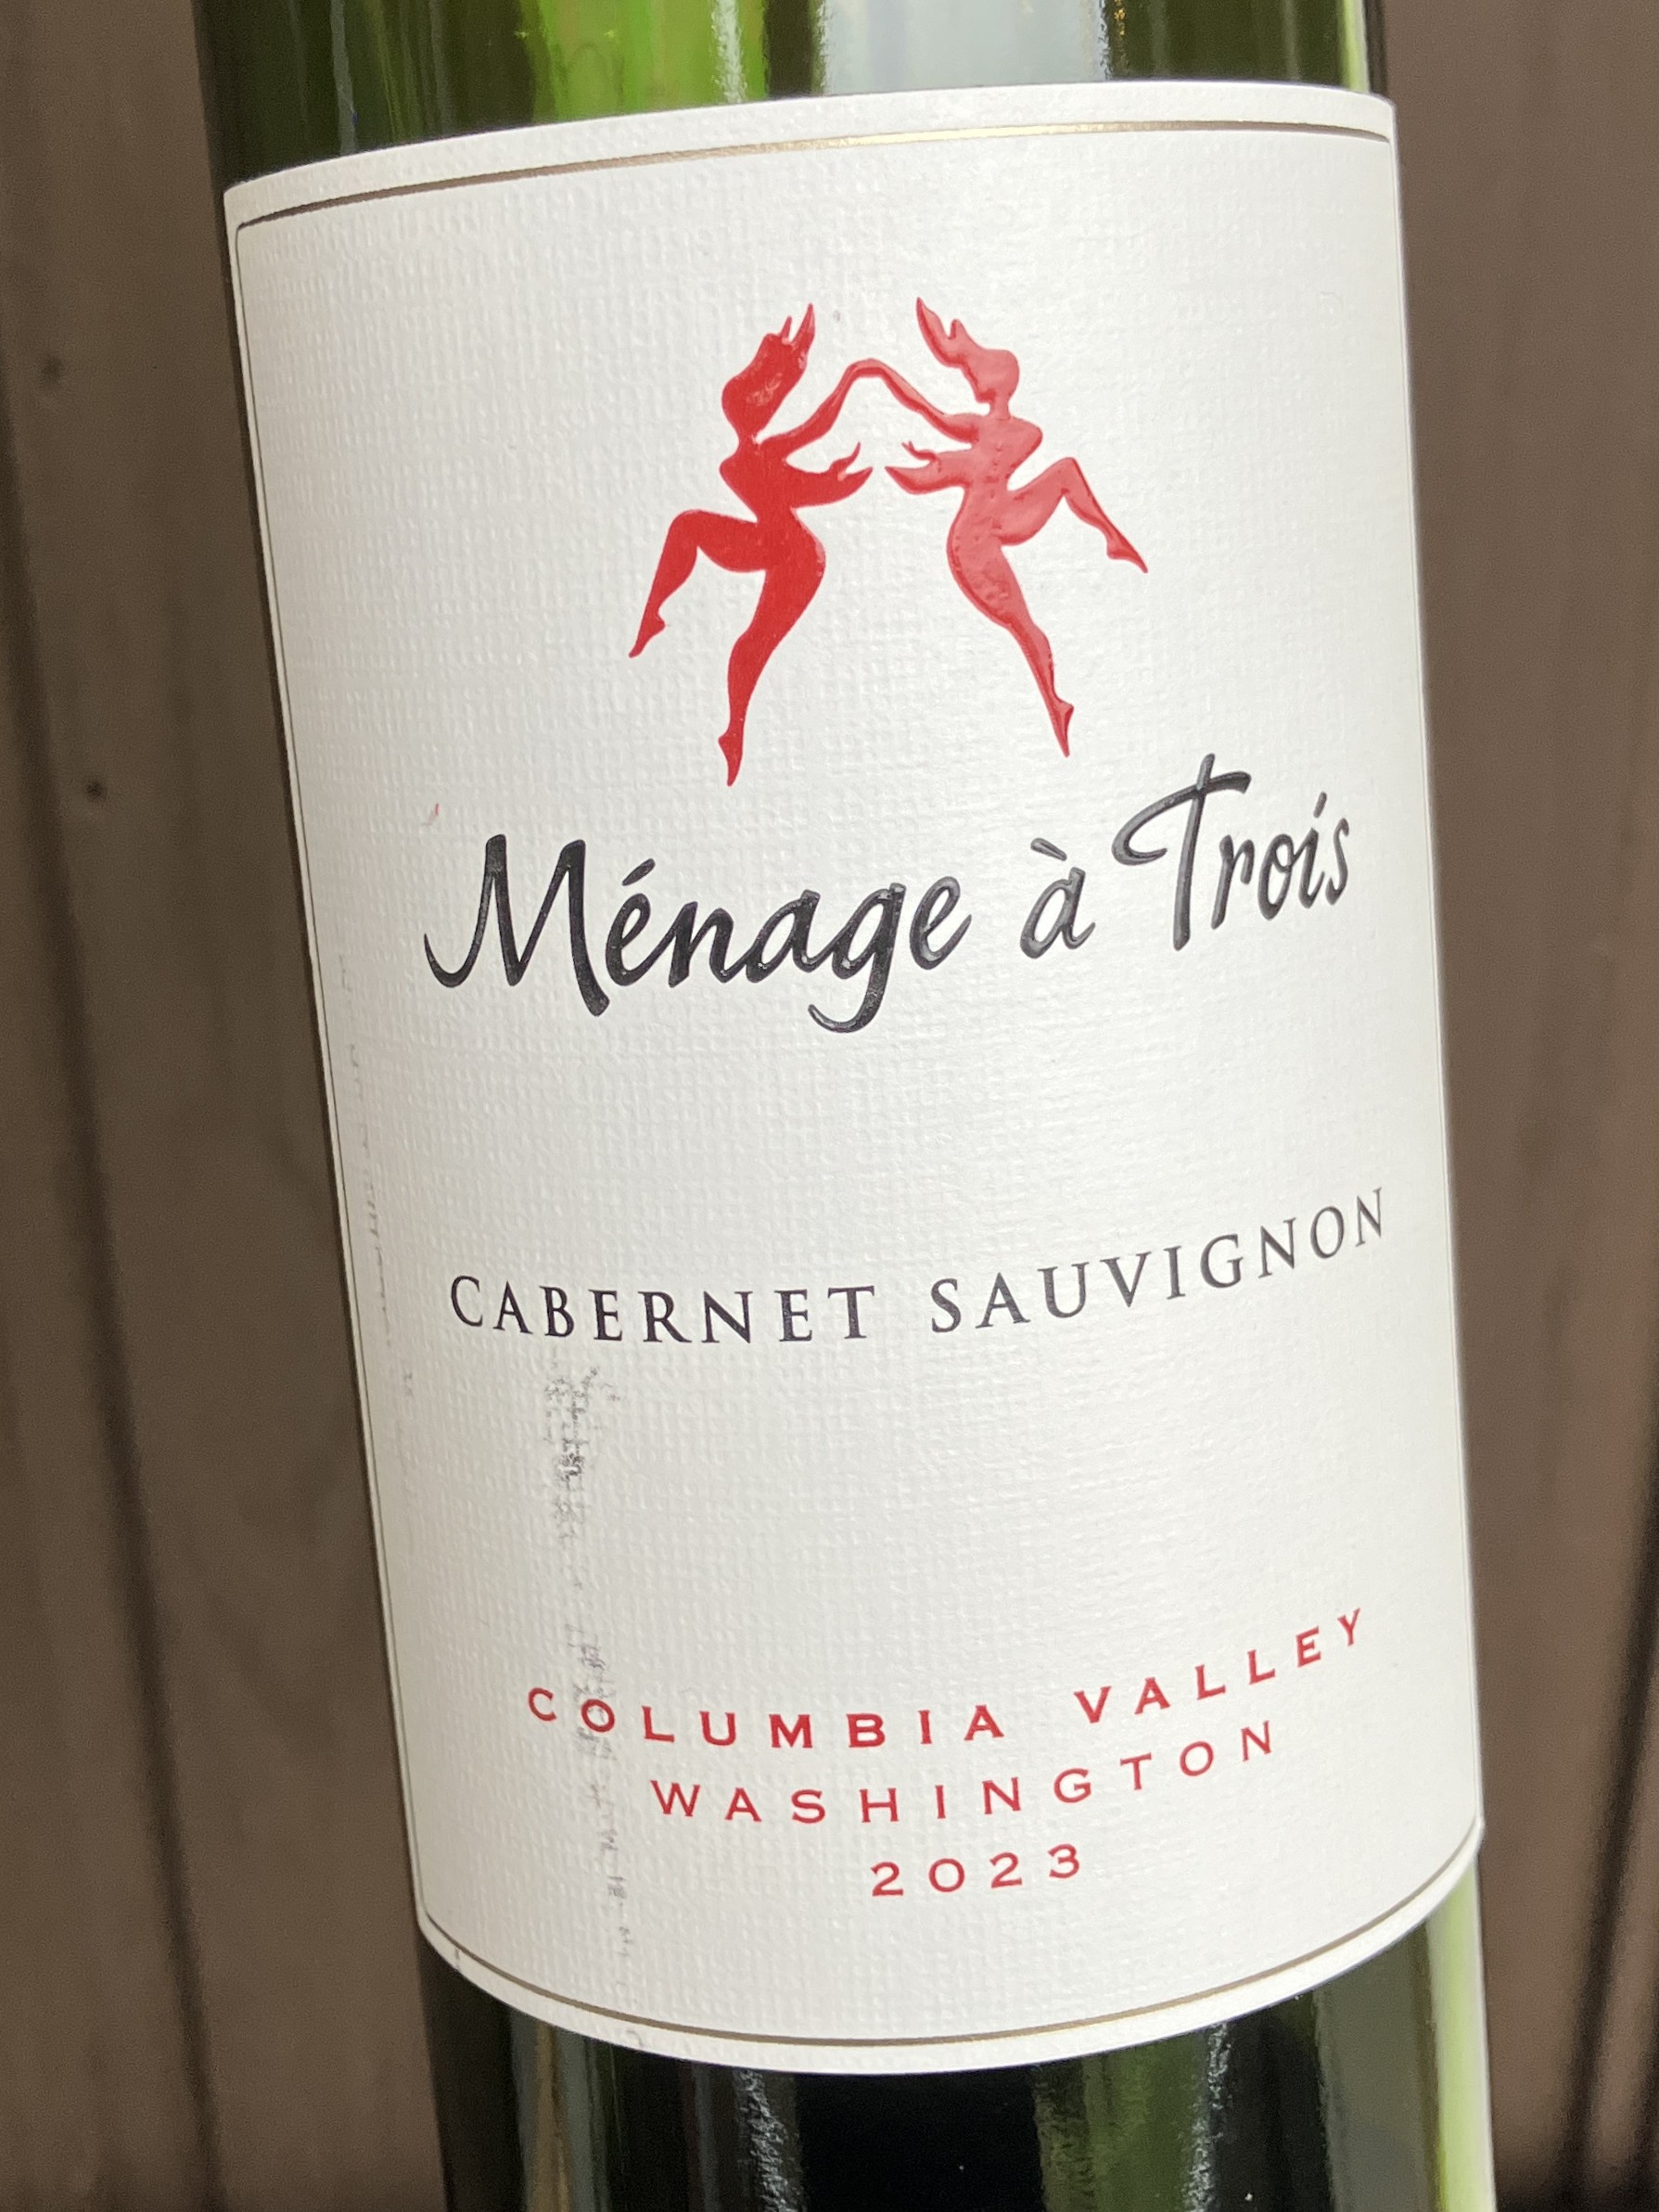 Ménage à Trois
CABERNET SAUVIGNON
COLUMBIA VALLEY
WASHINGTON
2023